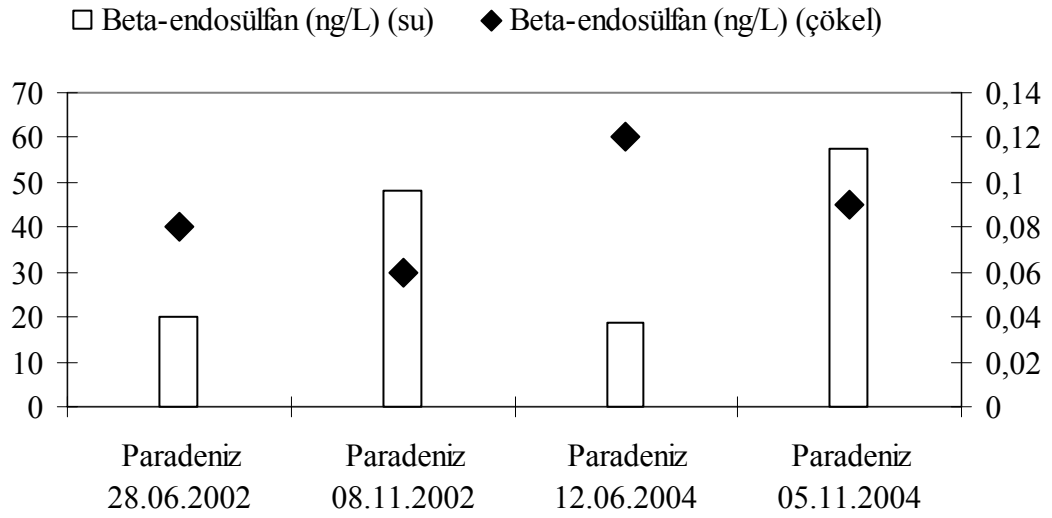 Beta-endosülfan (ng/L) (su) Beta-endosülfan (ng/L) (çökel)
70 0,14
60 0,12
50 0,1
40 0,08
30 0,06
20 0,04
10 0,02
0 0
Paradeniz Paradeniz Paradeniz Paradeniz
28.06.2002 08.11.2002 12.06.2004 05.11.2004